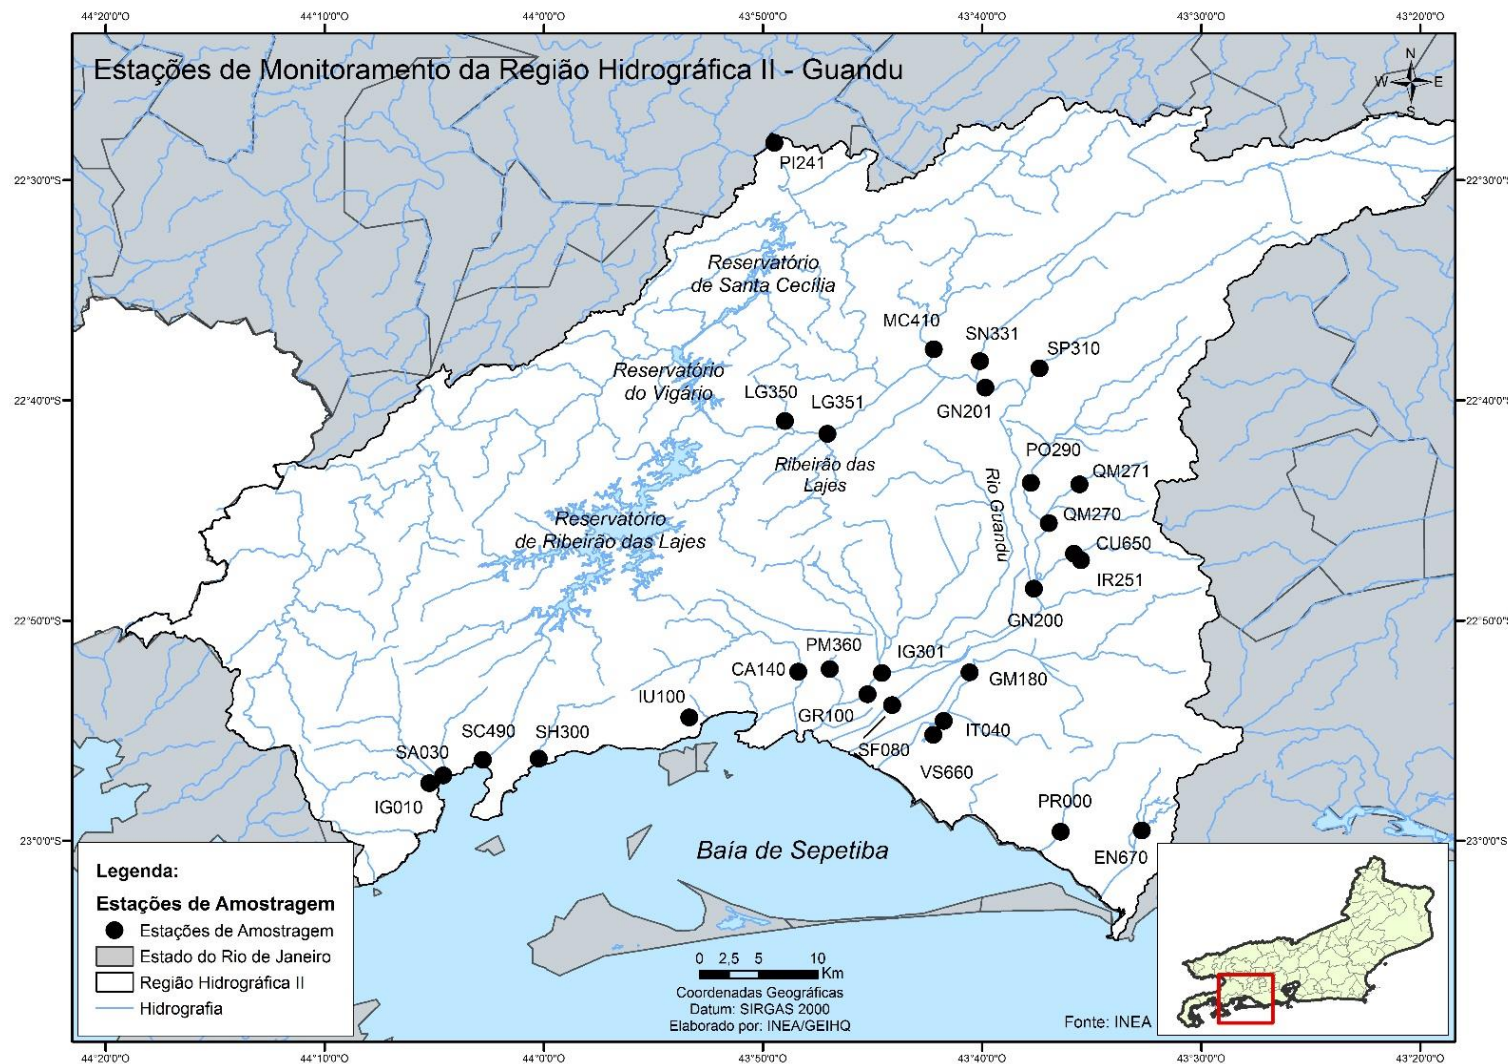 44°20'0"O 44°10'0"O 44°0'0"O 43°50'0"O 43°40'0"O 43°30'0"O 43°20'0"O
Estações de Monitoramento da Região Hidrográfica II - Guandu
N
W E
S
PI241
22°30'0"S 22°30'0"S
Reservatório
de Santa Cecília
MC410
SN331
SP310
Reservatório
do Vigário
LG350
LG351
GN201
22°40'0"S 22°40'0"S
Ribeirão das
Lajes
Rio Guandu
PO290
QM271
QM270
Reservatório
de Ribeirão das Lajes
CU650
IR251
GN200
22°50'0"S 22°50'0"S
PM360
IG301
CA140
GM180
IU100
GR100
SC490
SH300
SF080
IT040
SA030
VS660
IG010
PR000
EN670
23°0'0"S 23°0'0"S
Baía de Sepetiba
Legenda:
Estações de Amostragem
Estações de Amostragem
Estado do Rio de Janeiro
Região Hidrográfica II
Hidrografia
0 2,5 5 10
Km
Coordenadas Geográficas
Datum: SIRGAS 2000
Elaborado por: INEA/GEIHQ
Fonte: INEA
44°20'0"O 44°10'0"O 44°0'0"O 43°50'0"O 43°40'0"O 43°30'0"O 43°20'0"O